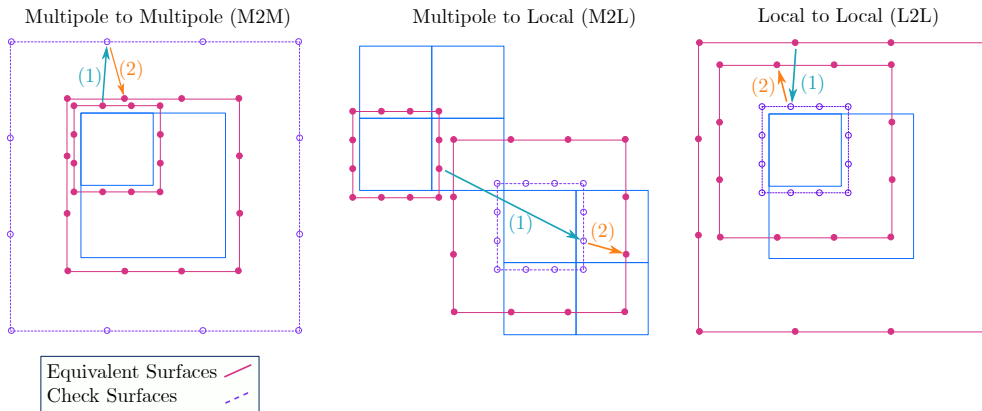 Multipole to Multipole (M2M)
Multipole to Local (M2L)
Local to Local (L2L)
(1)
(2)
(1)
(2)
(2)
(1)
Equivalent Surfaces
Check Surfaces